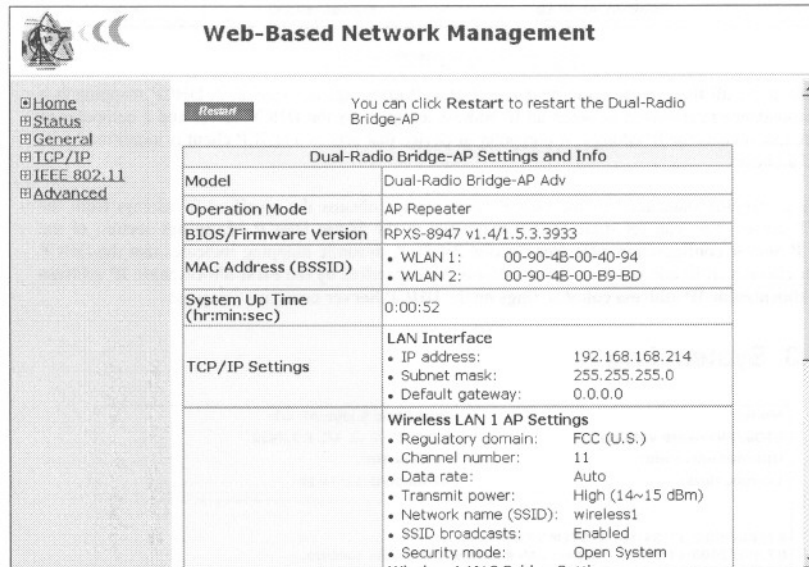 Web-Based Network Management
Home
Status
General
TCP/IP
IEEE 802.11
Advanced
Restart
You can click Restart to restart the Dual-Radio
Bridge-AP
Dual-Radio Bridge-AP Settings and Info
Model Dual-Radio Bridge-AP Adv
Operation Mode AP Repeater
BIOS/Firmware Version RPXS-8947 v1.4/1.5.3.3933
MAC Address (BSSID)
• WLAN 1: 00-90-4B-00-40-94
• WLAN 2: 00-90-4B-00-B9-BD
System Up Time
(hr:min:sec) 0:00:52
TCP/IP Settings
LAN Interface
• IP address: 192.168.168.214
• Subnet mask: 255.255.255.0
• Default gateway: 0.0.0.0
Wireless LAN 1 AP Settings
• Regulatory domain: FCC (U.S.)
• Channel number: 11
• Data rate: Auto
• Transmit power: High (14~15 dBm)
• Network name (SSID): wireless1
• SSID broadcasts: Enabled
• Security mode: Open System